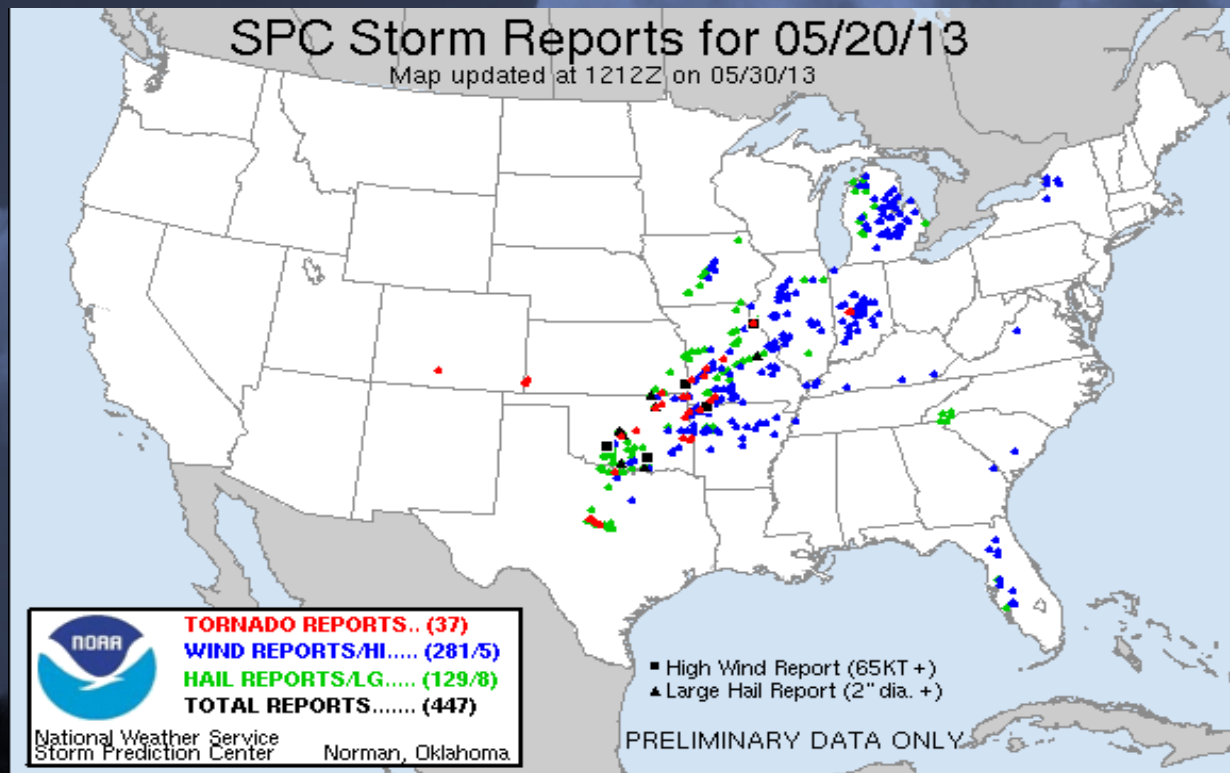 SPC Storm Reports for 05/20/13
Map updated at 1212Z on 05/30/13
NOAA
TORNADO REPORTS.. (37)
WIND REPORTS/HI..... (281/5)
HAIL REPORTS/LG..... (129/8)
TOTAL REPORTS....... (447)
National Weather Service
Storm Prediction Center Norman, Oklahoma
High Wind Report (65KT +)
Large Hail Report (2" dia. +)
PRELIMINARY DATA ONLY